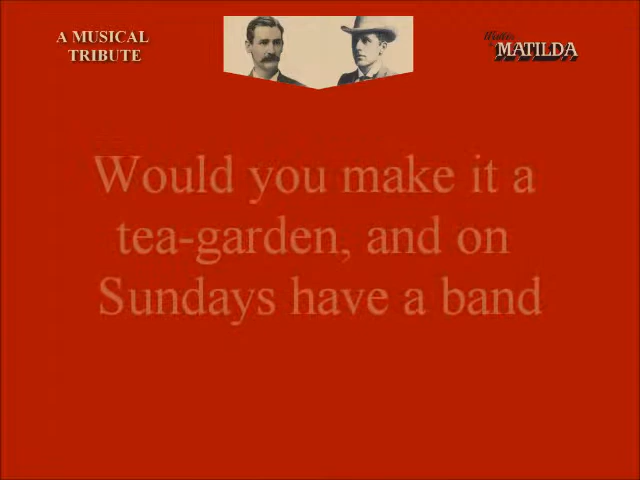 A MUSICAL
TRIBUTE
MATILDA
Would you make it a
tea-garden, and on
Sundays have a band